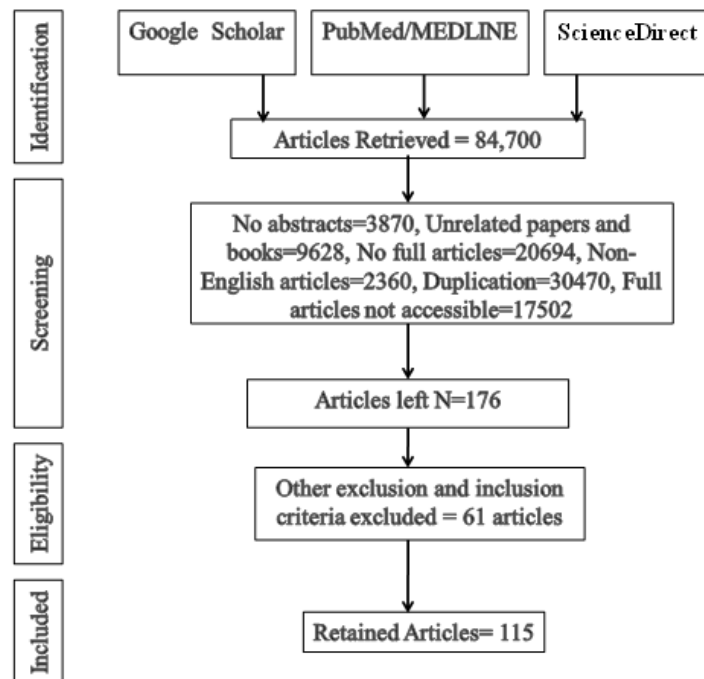 Identification
Google Scholar
PubMed/MEDLINE
ScienceDirect
Articles Retrieved = 84,700
Screening
No abstracts=3870, Unrelated papers and
books=9628, No full articles=20694, Non-
English articles=2360, Duplication=30470, Full
articles not accessible=17502
Articles left N=176
Eligibility
Other exclusion and inclusion
criteria excluded = 61 articles
Included
Retained Articles= 115